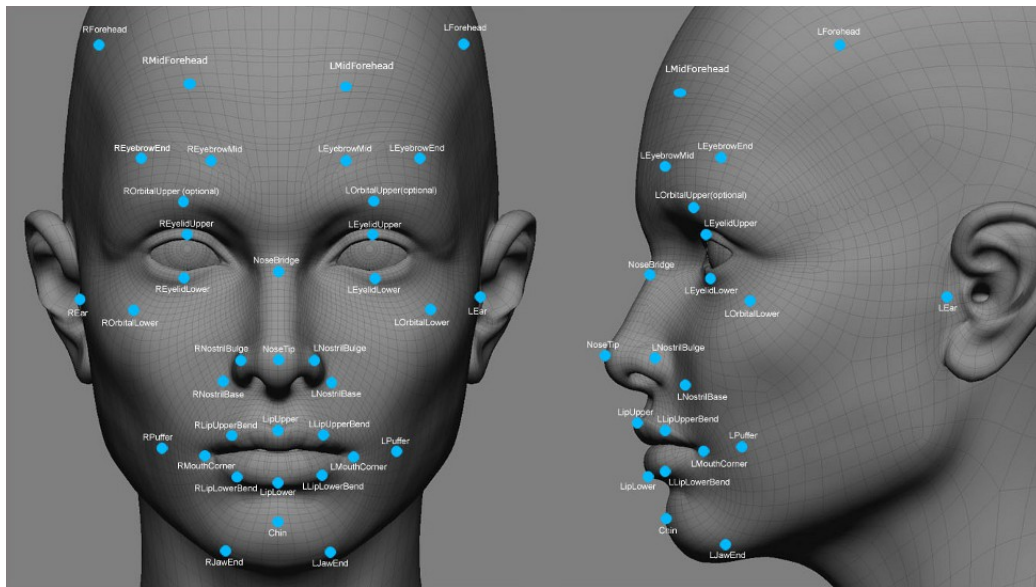 RForehead
LForehead
RMidForehead
LMidForehead
REyebrowEnd
REyebrowMid
LEyebrowMid
LEyebrowEnd
ROrbitalUpper (optional)
LOrbitalUpper(optional)
REyelidUpper
LEyelidUpper
NoseBridge
REyelidLower
LEyelidLower
REar
ROrbitalLower
LOrbitalLower
LEar
RNostrilBulge
NoseTip
LNostrilBulge
RNostrilBase
LNostrilBase
LipUpper
RLipUpperBend
LLipUpperBend
RPuffer
LPuffer
RMouthCorner
LMouthCorner
RLipLowerBend
LipLower
LLipLowerBend
Chin
RJawEnd
LJawEnd
LForehead
LMidForehead
LEyebrowMid
LEyebrowEnd
LOrbitalUpper(optional)
LEyelidUpper
NoseBridge
LEyelidLower
LOrbitalLower
LEar
NoseTip
LNostrilBulge
LNostrilBase
LipUpper
LLipUpperBend
LPuffer
LMouthCorner
LipLower
LLipLowerBend
Chin
LJawEnd